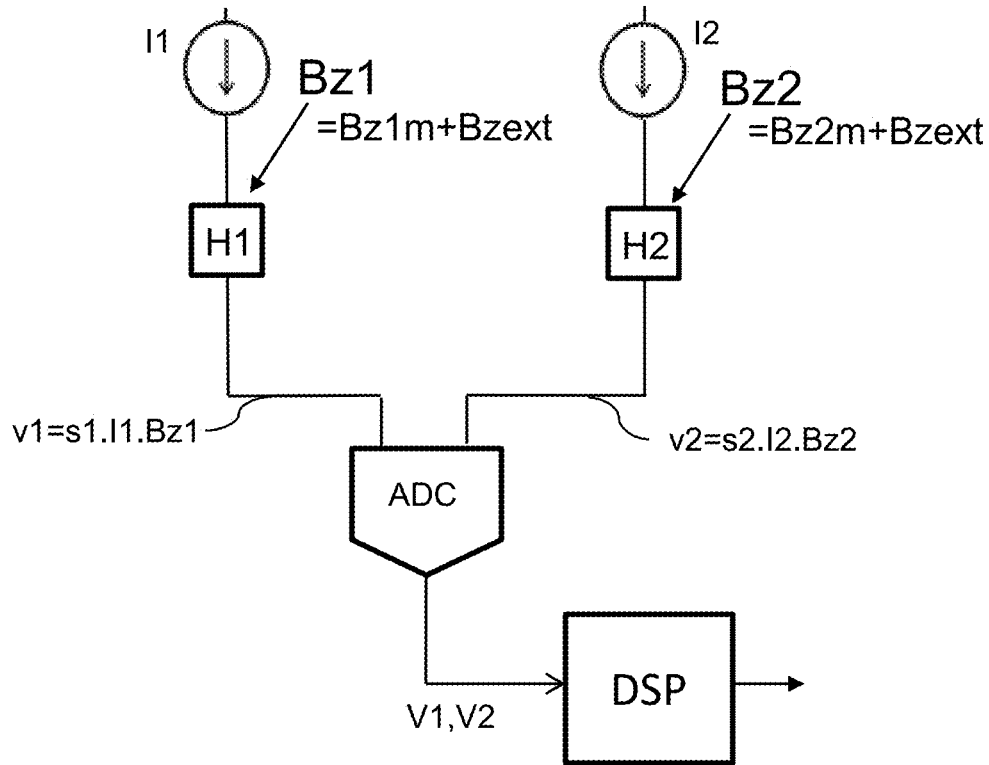 I1
Bz1
=Bz1m+Bzext
I2
Bz2
=Bz2m+Bzext
H1
H2
v1=s1.I1.Bz1
v2=s2.I2.Bz2
ADC
V1,V2
DSP